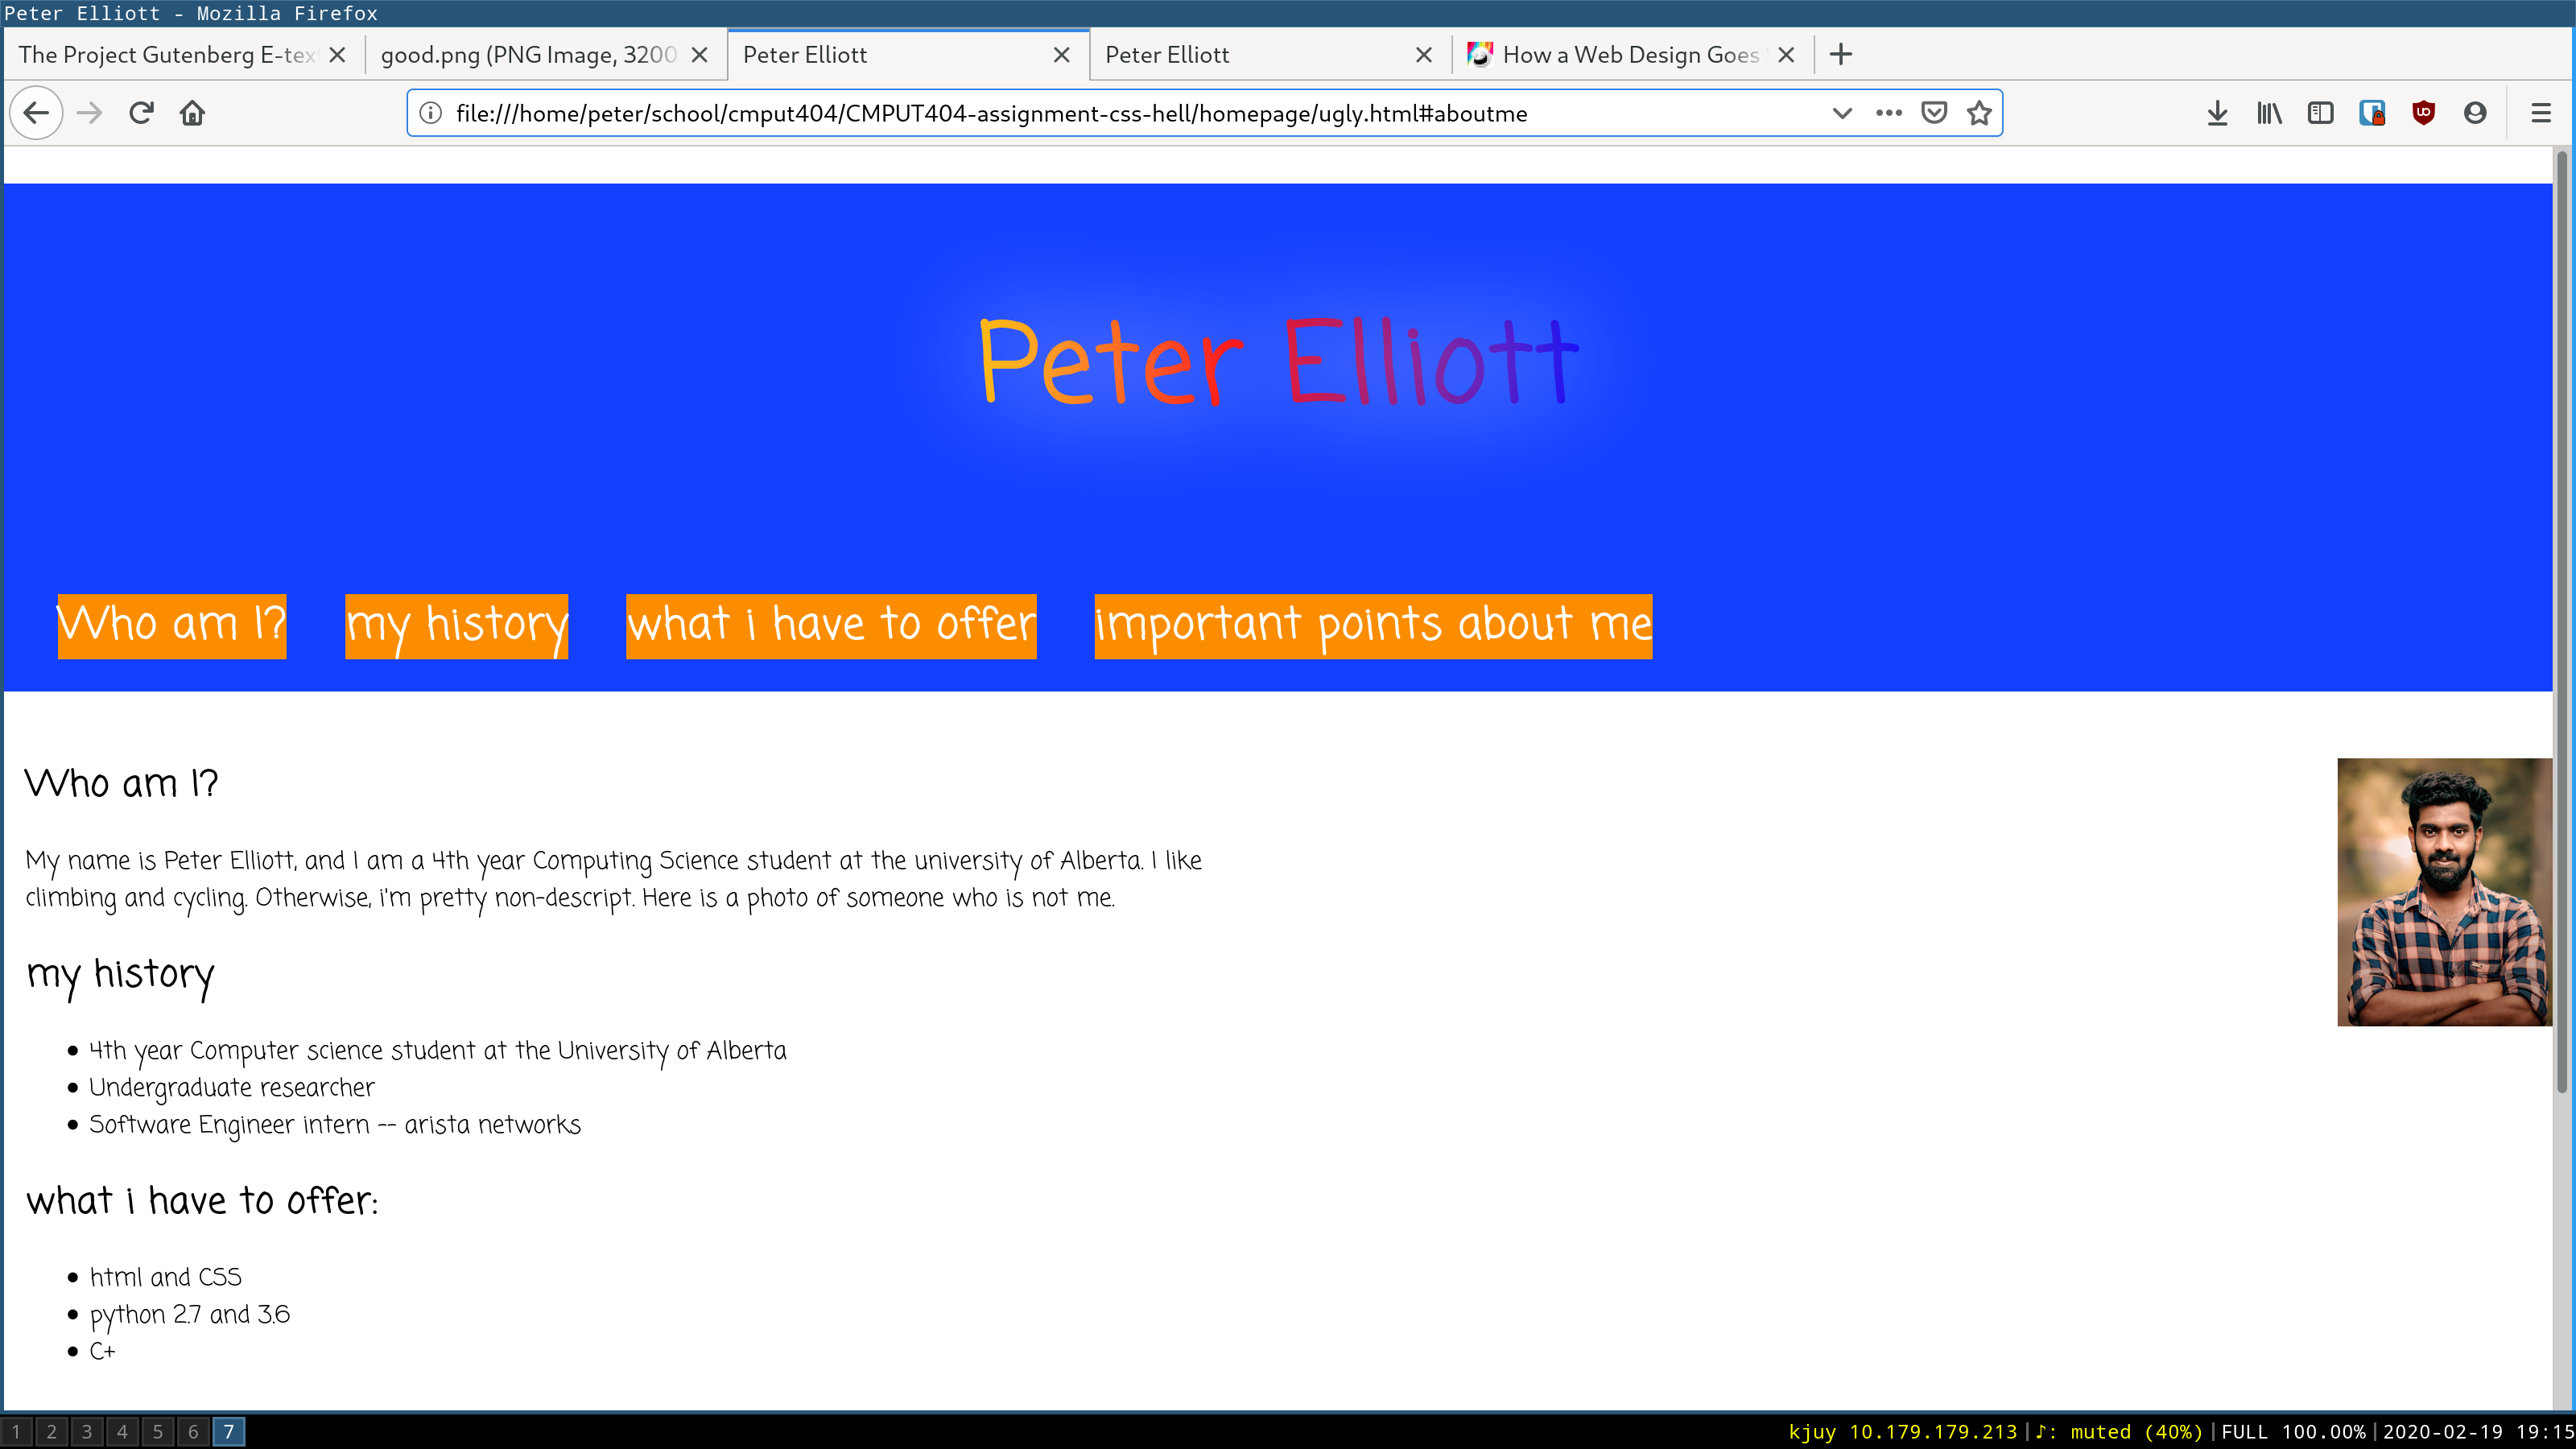 Peter Elliott - Mozilla Firefox
The Project Gutenberg E-tex
good.png (PNG Image, 3200
Peter Elliott
Peter Elliott
How a Web Design Goes
file:///home/peter/school/cmput404/CMPUT404-assignment-css-hell/homepage/ugly.html#aboutme
Peter Elliott
Who am I? my history what i have to offer important points about me
Who am I?
My name is Peter Elliott, and I am a 4th year Computing Science student at the university of Alberta. I like
climbing and cycling. Otherwise, i'm pretty non-descript. Here is a photo of someone who is not me.
my history
4th year Computer science student at the University of Alberta
Undergraduate researcher
Software Engineer intern -- arista networks
what i have to offer:
html and CSS
python 2.7 and 3.6
C+
1 2 3 4 5 6 7
kjuy 10.179.179.213|♪: muted (40%)|FULL 100.00%|2020-02-19 19:15